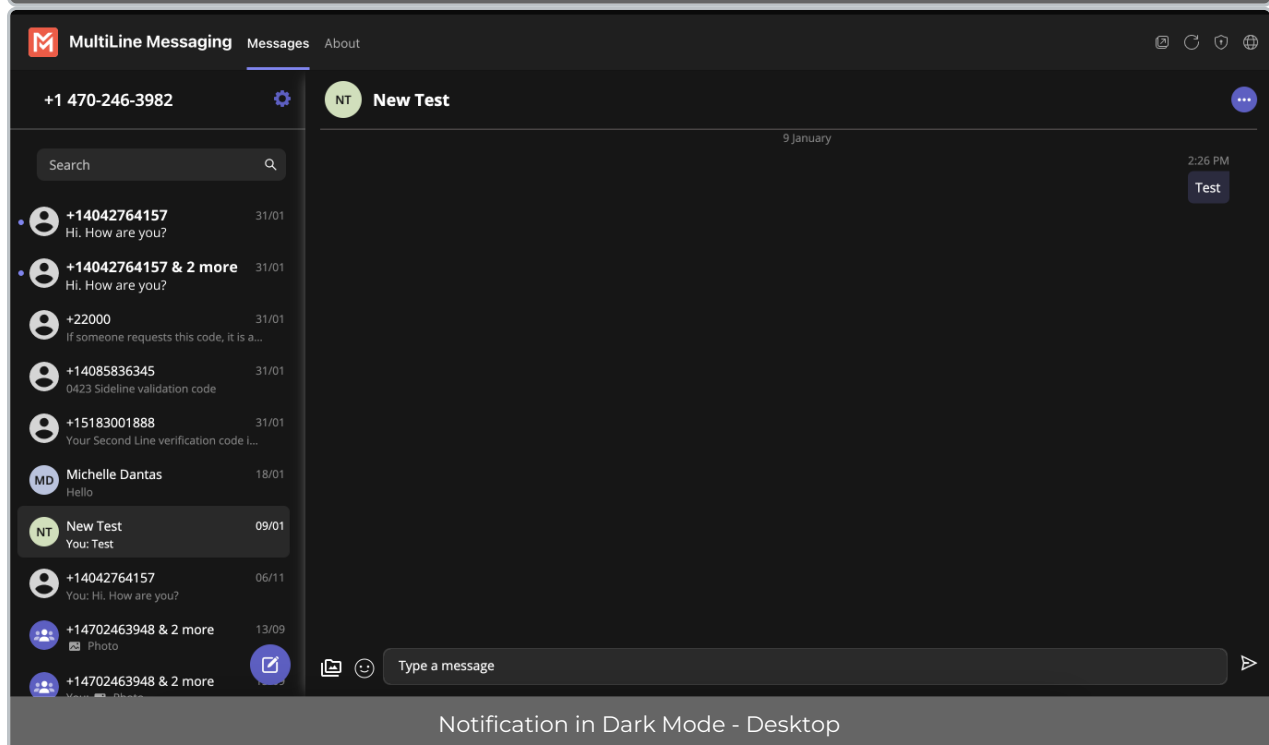 MultiLine Messaging Messages About
+1 470-246-3982
NT New Test
9 January
2:26 PM
Test
Search
+14042764157 31/01
Hi. How are you?
+14042764157 & 2 more 31/01
Hi. How are you?
+22000 31/01
If someone requests this code, it is a...
+14085836345 31/01
0423 Sideline validation code
+15183001888 31/01
Your Second Line verification code i...
MD Michelle Dantas 18/01
Hello
NT New Test 09/01
You: Test
+14042764157 06/11
You: Hi. How are you?
+14702463948 & 2 more 13/09
Photo
+14702463948 & 2 more
You: Photo
Type a message
Notification in Dark Mode - Desktop